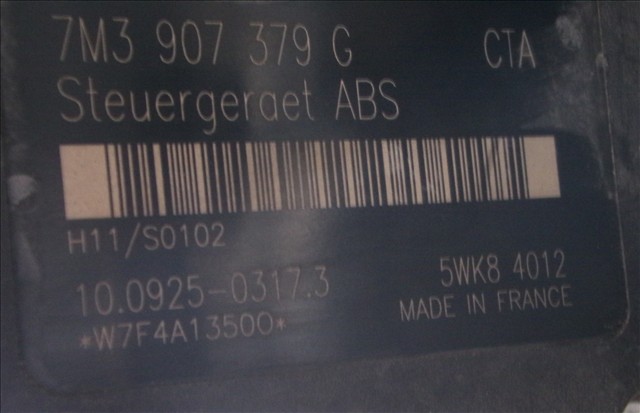 7M3 907 379 G CTA
Steuergeraet ABS
H11/S0102
10.0925-0317.3 5WK8 4012
*W7F4A13500* MADE IN FRANCE